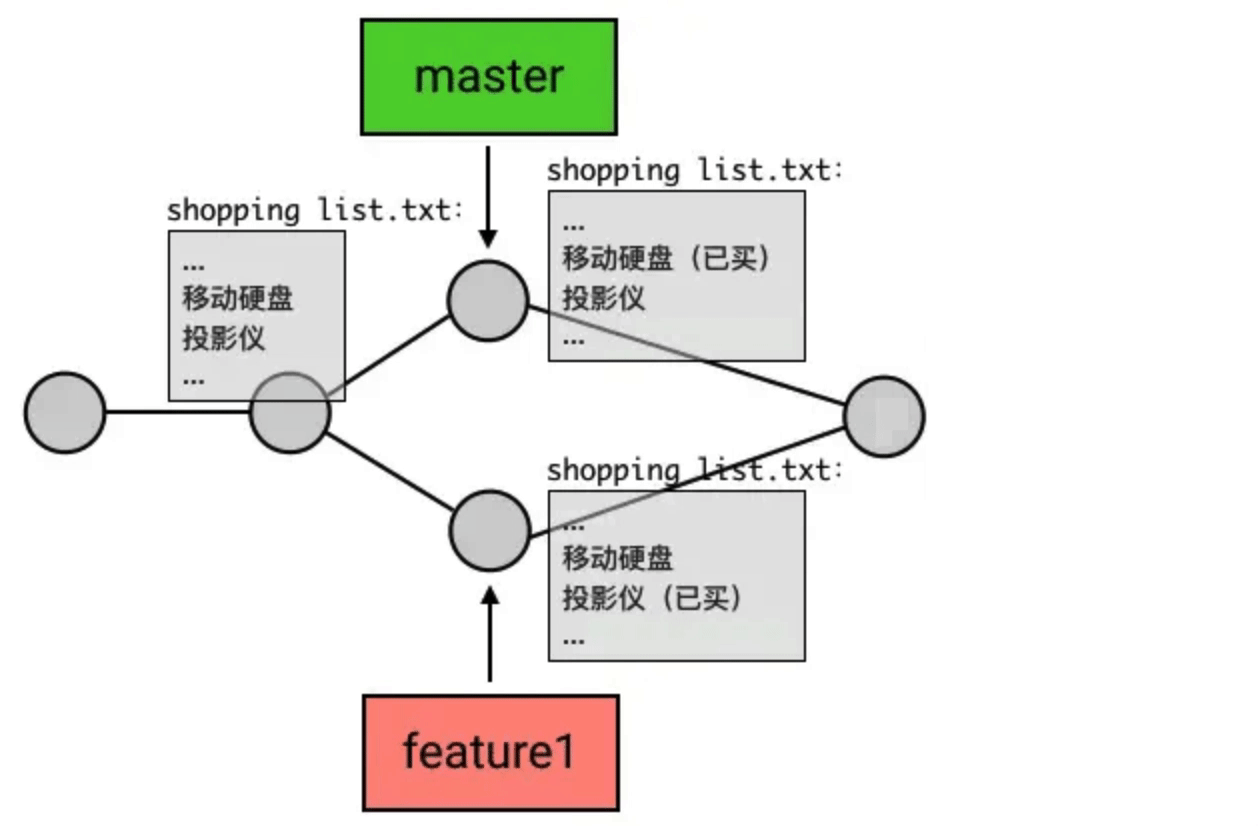 master
shopping list.txt:
...
移动硬盘
投影仪
...
shopping list.txt:
...
移动硬盘（已买）
投影仪
...
shopping list.txt:
...
移动硬盘
投影仪（已买）
...
feature1